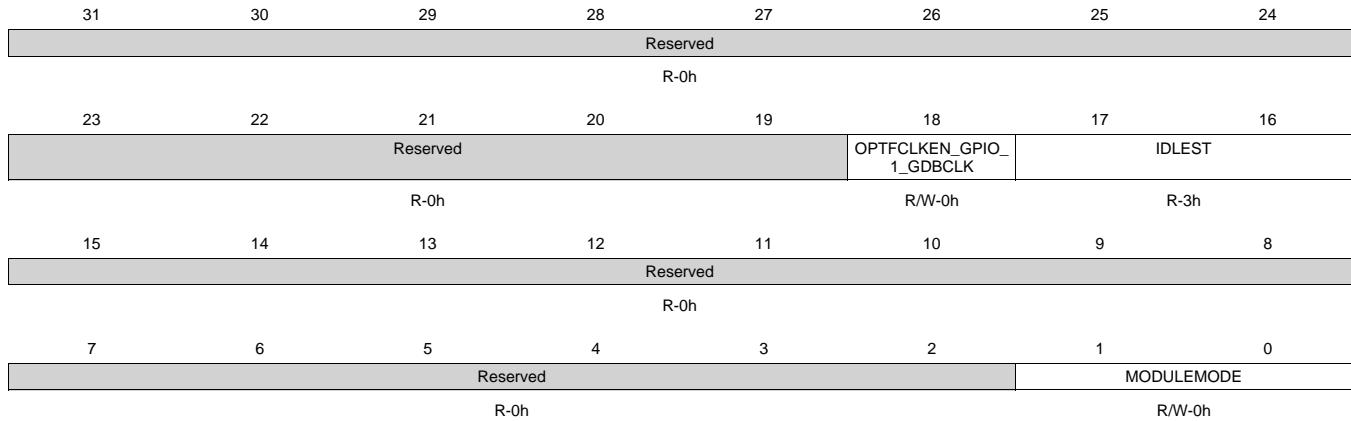 31 30 29 28 27 26 25 24
Reserved
R-0h
23 22 21 20 19 18 17 16
Reserved OPTFCLKEN_GPIO_ IDLEST
1_GDBCLK
R-0h R/W-0h R-3h
15 14 13 12 11 10 9 8
Reserved
R-0h
7 6 5 4 3 2 1 0
Reserved MODULEMODE
R-0h R/W-0h